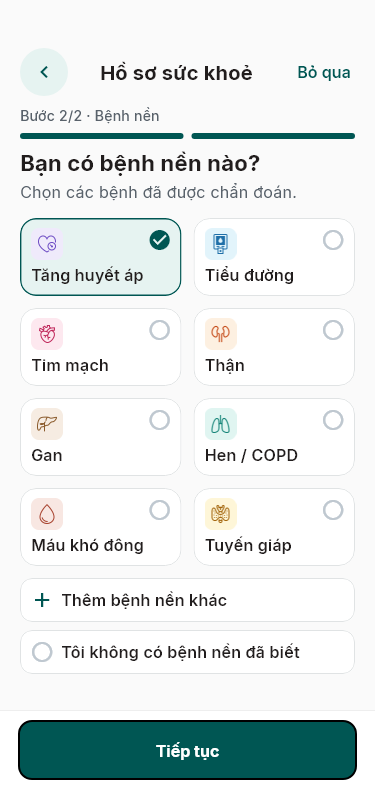 Hồ sơ sức khoẻ
Bỏ qua
Bước 2/2 · Bệnh nền
Bạn có bệnh nền nào?
Chọn các bệnh đã được chẩn đoán.
Tăng huyết áp
Tiểu đường
Tim mạch
Thận
Gan
Hen / COPD
Máu khó đông
Tuyến giáp
Thêm bệnh nền khác
Tôi không có bệnh nền đã biết
Tiếp tục